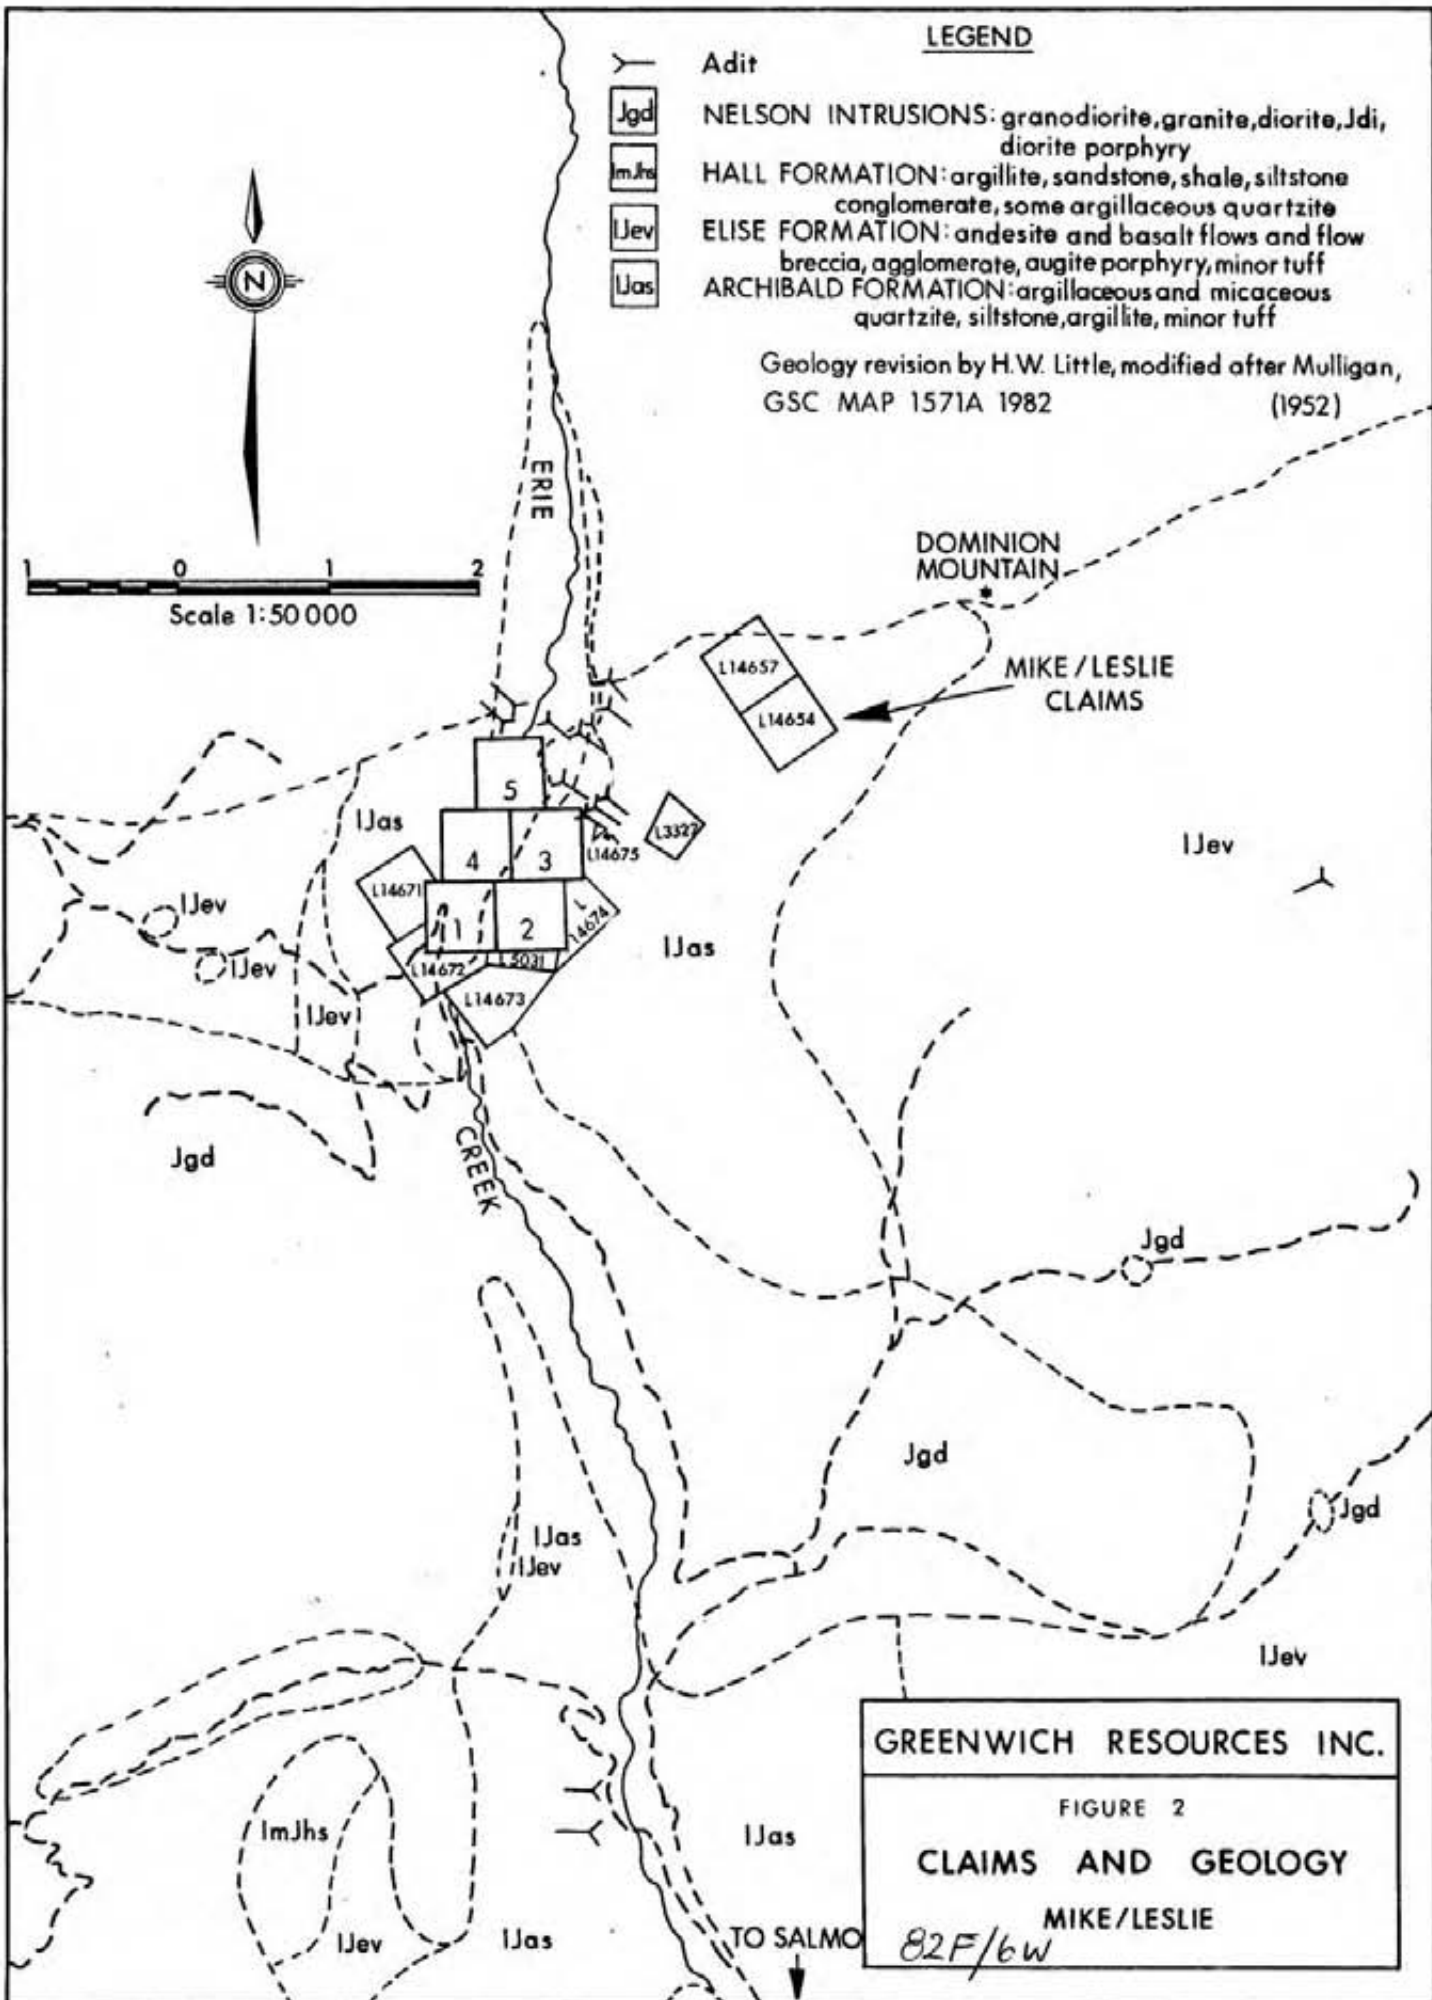 LEGEND
Adit
Jgd NELSON INTRUSIONS: granodiorite, granite, diorite, Jdi,
diorite porphyry
lmJhs HALL FORMATION: argillite, sandstone, shale, siltstone
conglomerate, some argillaceous quartzite
lJev ELISE FORMATION: andesite and basalt flows and flow
breccia, agglomerate, augite porphyry, minor tuff
lJas ARCHIBALD FORMATION: argillaceous and micaceous
quartzite, siltstone, argillite, minor tuff
Geology revision by H.W. Little, modified after Mulligan,
GSC MAP 1571A 1982 (1952)
N
1 0 1 2
Scale 1:50 000
ERIE
DOMINION
MOUNTAIN
MIKE/LESLIE
CLAIMS
L14657
L14654
5
lJas
4
3
L14675
L3327
lJev
L14671
lJev
1
2
L
14674
lJas
lJev
L14672
L5031
L14673
lJev
Jgd
CREEK
Jgd
Jgd
Jgd
lJas
lJev
lJev
lmJhs
lJas
lJev
lJas
TO SALMO
GREENWICH RESOURCES INC.
FIGURE 2
CLAIMS AND GEOLOGY
MIKE/LESLIE
82F/6W